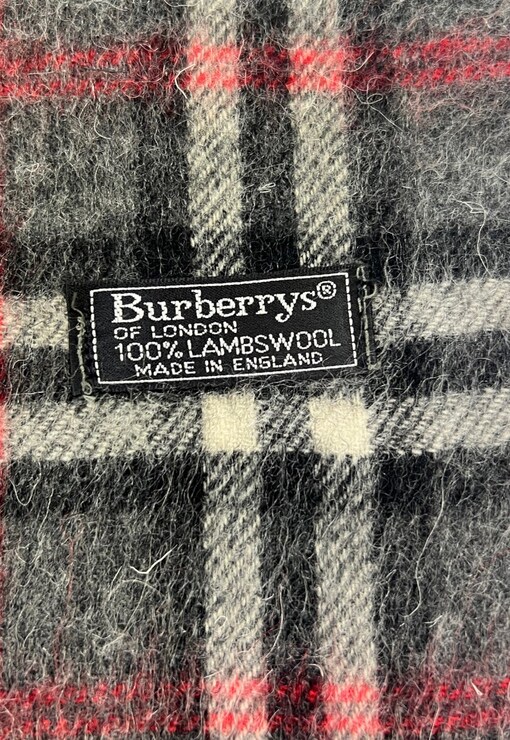 Burberrys®
OF LONDON
100% LAMBSWOOL
MADE IN ENGLAND